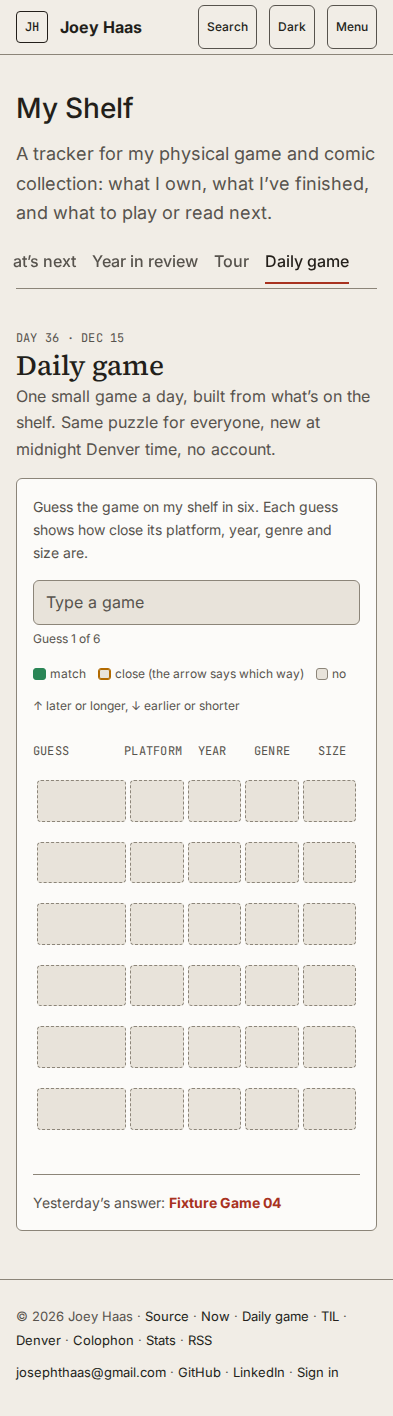 JH Joey Haas Search Dark Menu
My Shelf
A tracker for my physical game and comic
collection: what I own, what I’ve finished,
and what to play or read next.
at’s next Year in review Tour Daily game
DAY 36 · DEC 15
Daily game
One small game a day, built from what’s on the
shelf. Same puzzle for everyone, new at
midnight Denver time, no account.
Guess the game on my shelf in six. Each guess
shows how close its platform, year, genre and
size are.
Type a game
Guess 1 of 6
match close (the arrow says which way) no
↑ later or longer, ↓ earlier or shorter
GUESS PLATFORM YEAR GENRE SIZE
Yesterday’s answer: Fixture Game 04
© 2026 Joey Haas · Source · Now · Daily game · TIL ·
Denver · Colophon · Stats · RSS
josephthaas@gmail.com · GitHub · LinkedIn · Sign in